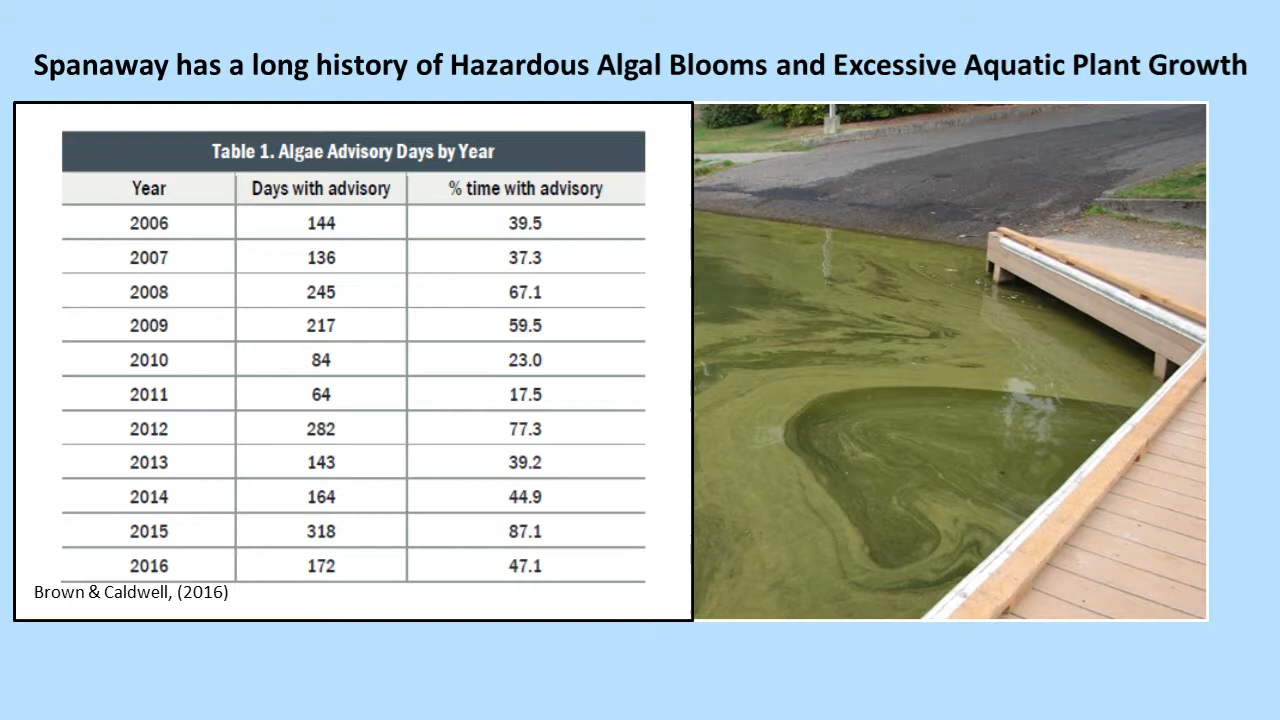 Spanaway has a long history of Hazardous Algal Blooms and Excessive Aquatic Plant Growth
Table 1. Algae Advisory Days by Year
Year Days with advisory % time with advisory
2006 144 39.5
2007 136 37.3
2008 245 67.1
2009 217 59.5
2010 84 23.0
2011 64 17.5
2012 282 77.3
2013 143 39.2
2014 164 44.9
2015 318 87.1
2016 172 47.1
Brown & Caldwell, (2016)